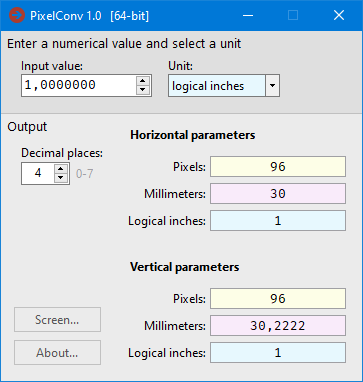 PixelConv 1.0 [64-bit]
Enter a numerical value and select a unit
Input value:
Unit:
1,0000000
logical inches
Output
Decimal places:
4
0-7
Horizontal parameters
Pixels:
96
Millimeters:
30
Logical inches:
1
Vertical parameters
Pixels:
96
Millimeters:
30,2222
Logical inches:
1
Screen...
About...